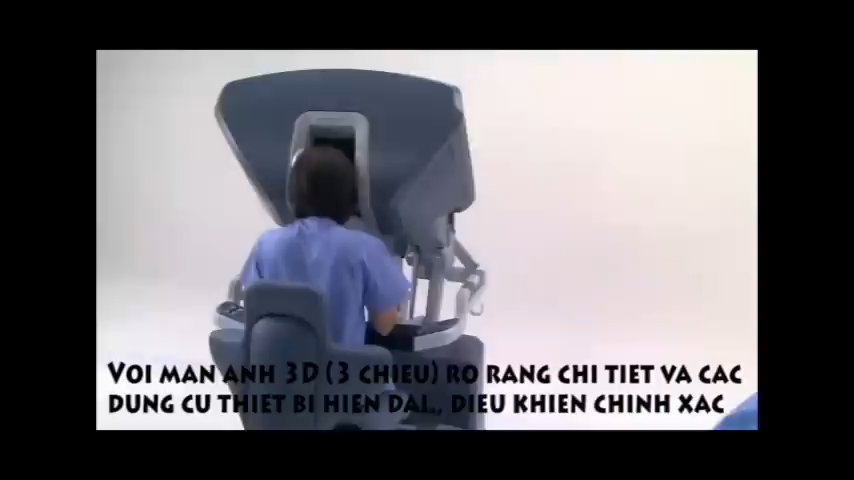 VOI MAN ANH 3D (3 CHIEU) RO RANG CHI TIET VA CAC
DUNG CU THIET BI HIEN DAI., DIEU KHIEN CHINH XAC